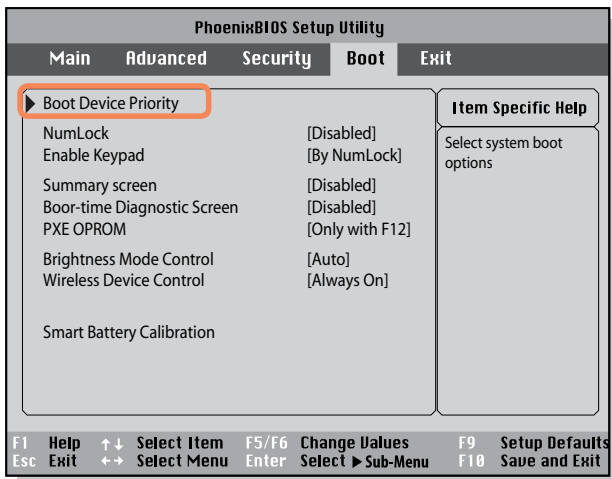 PhoenixBIOS Setup Utility
Main Advanced Security Boot Exit
Boot Device Priority
NumLock [Disabled]
Enable Keypad [By NumLock]
Summary screen [Disabled]
Boor-time Diagnostic Screen [Disabled]
PXE OPROM [Only with F12]
Brightness Mode Control [Auto]
Wireless Device Control [Always On]
Smart Battery Calibration
Item Specific Help
Select system boot
options
F1 Help ↑↓ Select Item F5/F6 Change Values F9 Setup Defaults
Esc Exit ←→ Select Menu Enter Select ▶ Sub-Menu F10 Save and Exit